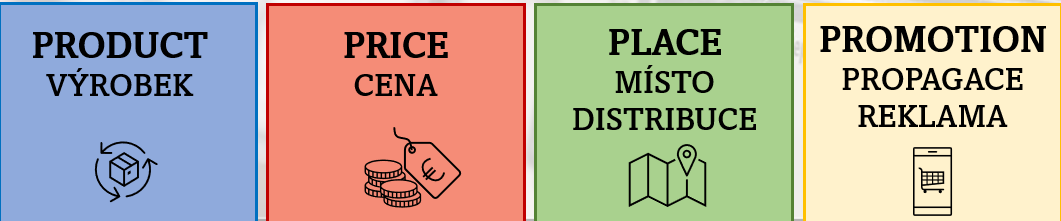 PRODUCT
VÝROBEK
PRICE
CENA
PLACE
MÍSTO
DISTRIBUCE
PROMOTION
PROPAGACE
REKLAMA
€